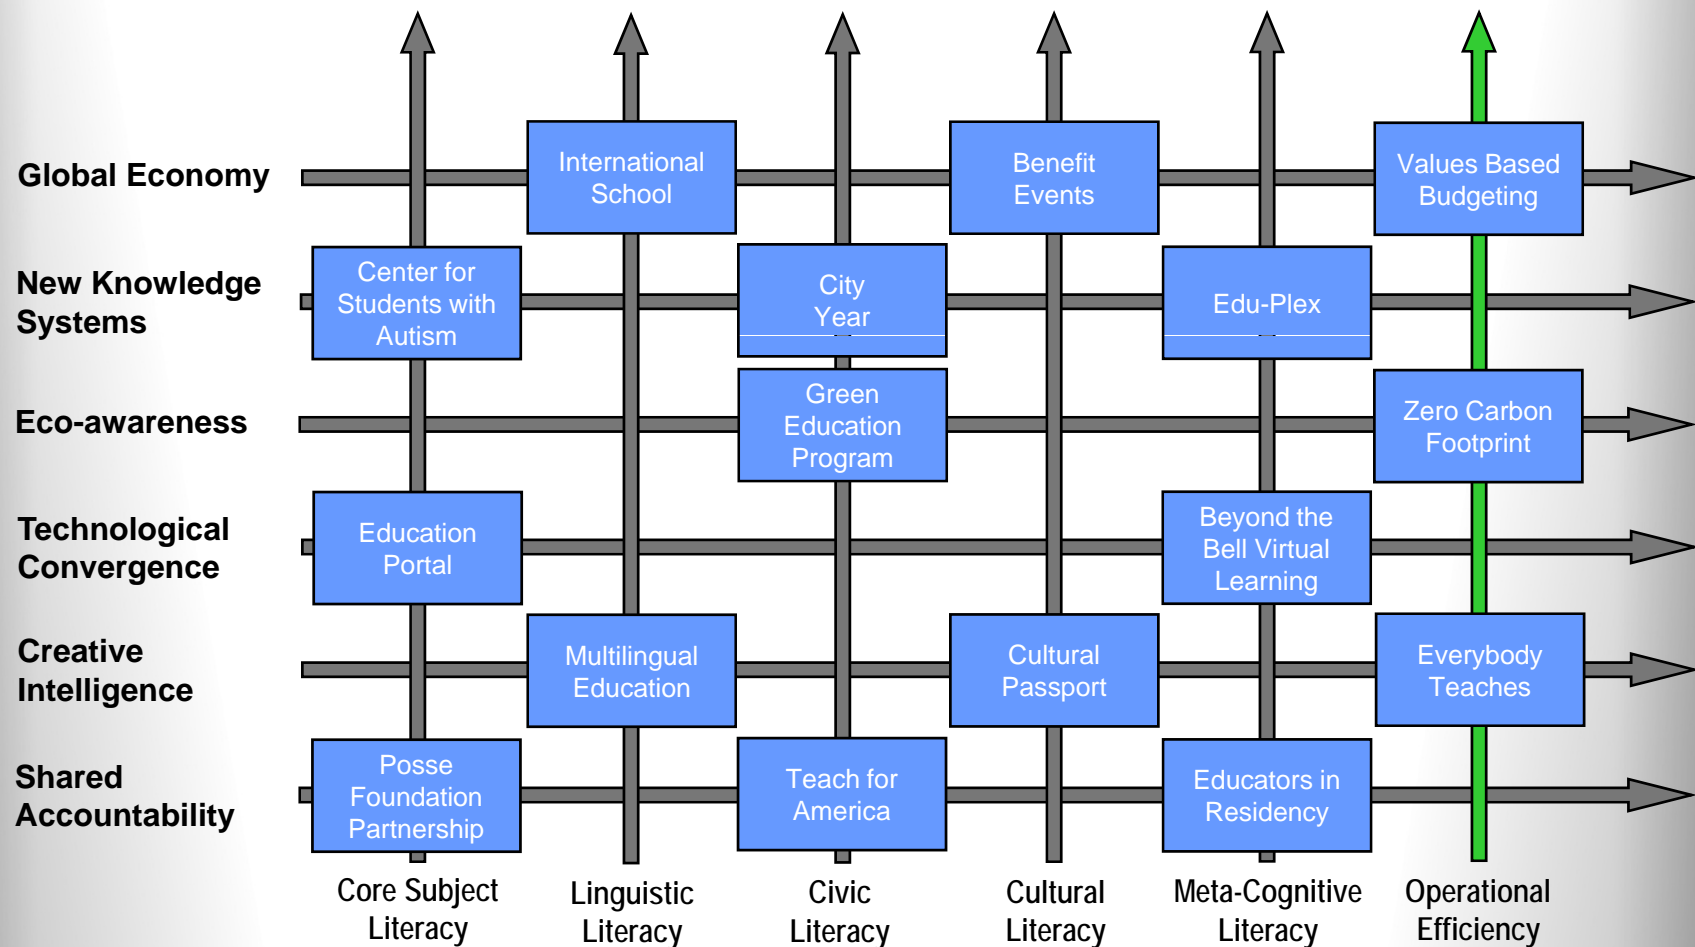 Global Economy
International
School
Benefit
Events
Values Based
Budgeting
New Knowledge
Systems
Center for
Students with
Autism
City
Year
Edu-Plex
Eco-awareness
Green
Education
Program
Zero Carbon
Footprint
Technological
Convergence
Education
Portal
Beyond the
Bell Virtual
Learning
Creative
Intelligence
Multilingual
Education
Cultural
Passport
Everybody
Teaches
Shared
Accountability
Posse
Foundation
Partnership
Teach for
America
Educators in
Residency
Core Subject
Literacy
Linguistic
Literacy
Civic
Literacy
Cultural
Literacy
Meta-Cognitive
Literacy
Operational
Efficiency